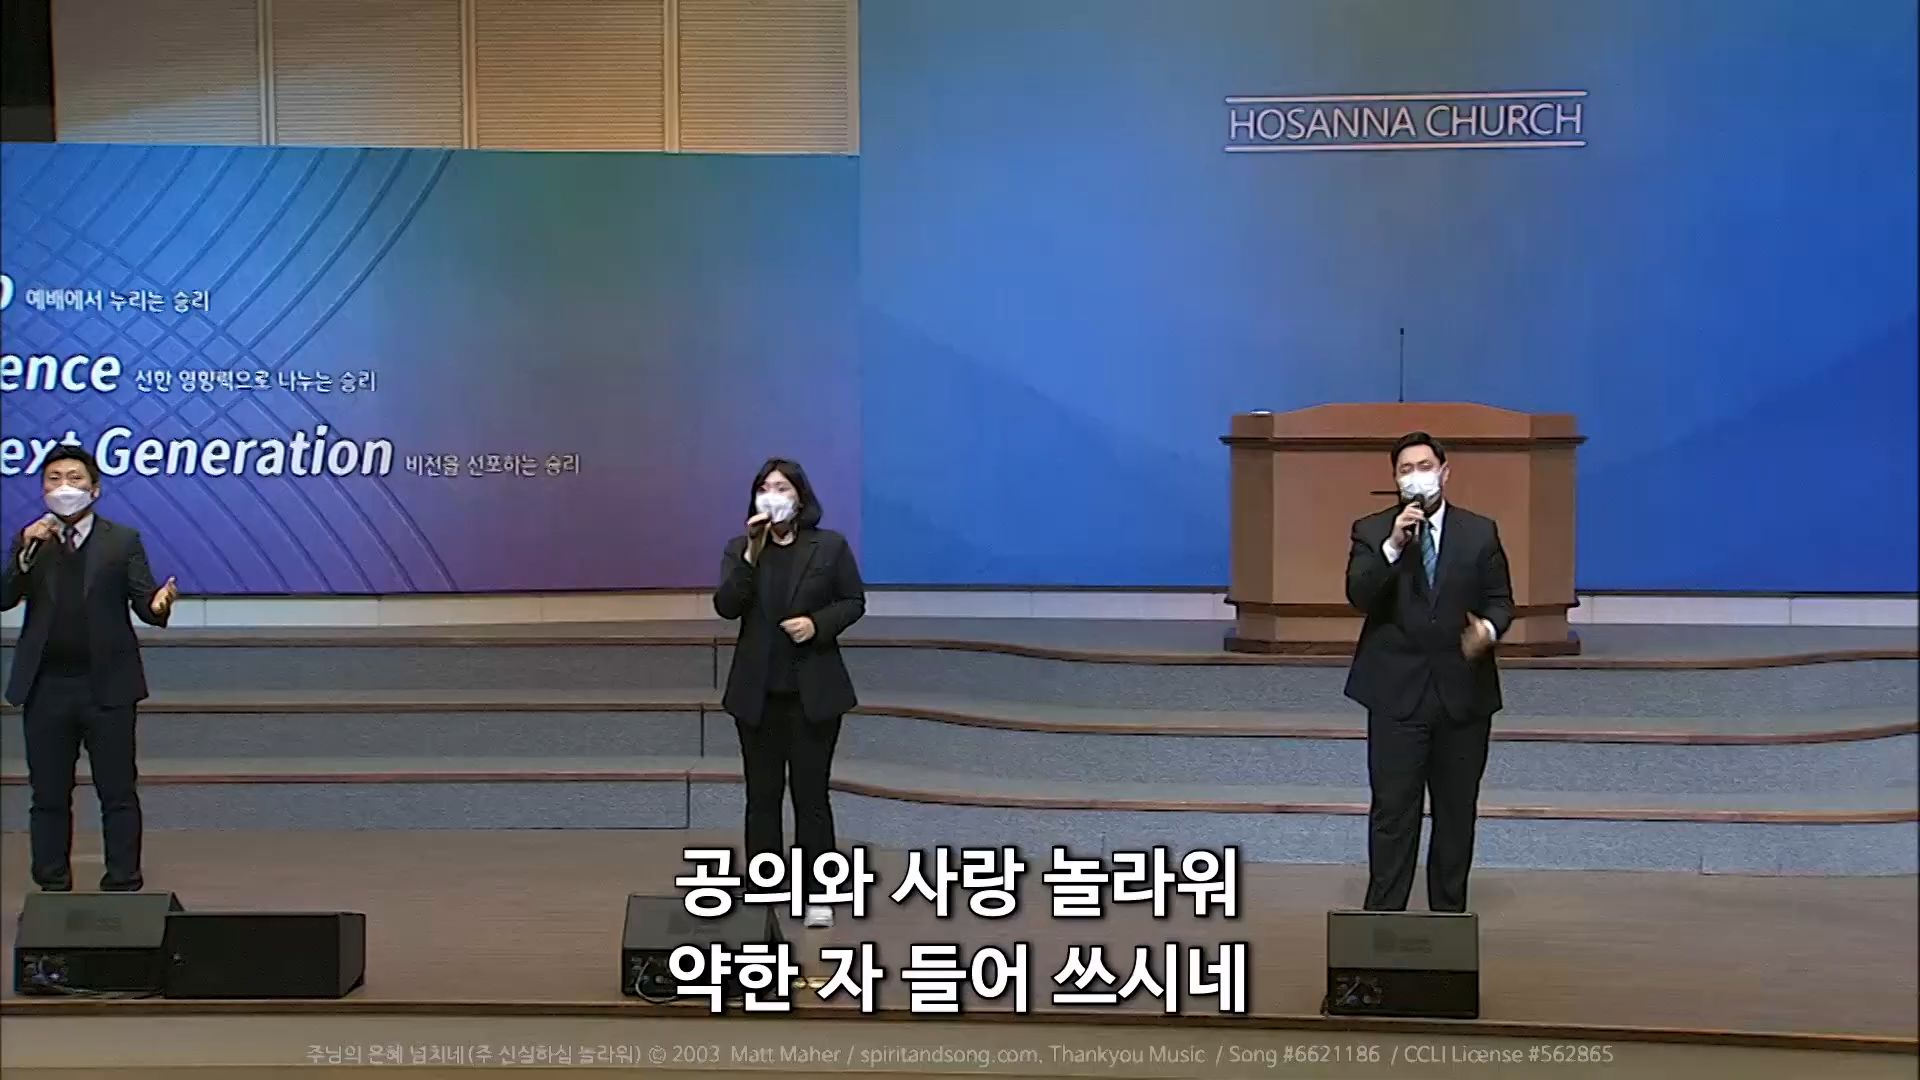 HOSANNA CHURCH
예배에서 누리는 승리
ence 선한 영향력으로 나누는 승리
ext Generation 비전을 선포하는 승리
공의와 사랑 놀라워
약한 자 들어 쓰시네
주님의 은혜 넘치네 (주 신실하심 놀라워) © 2003 Matt Maher / spiritandsong.com, Thankyou Music / Song #6621186 / CCLI License #562865